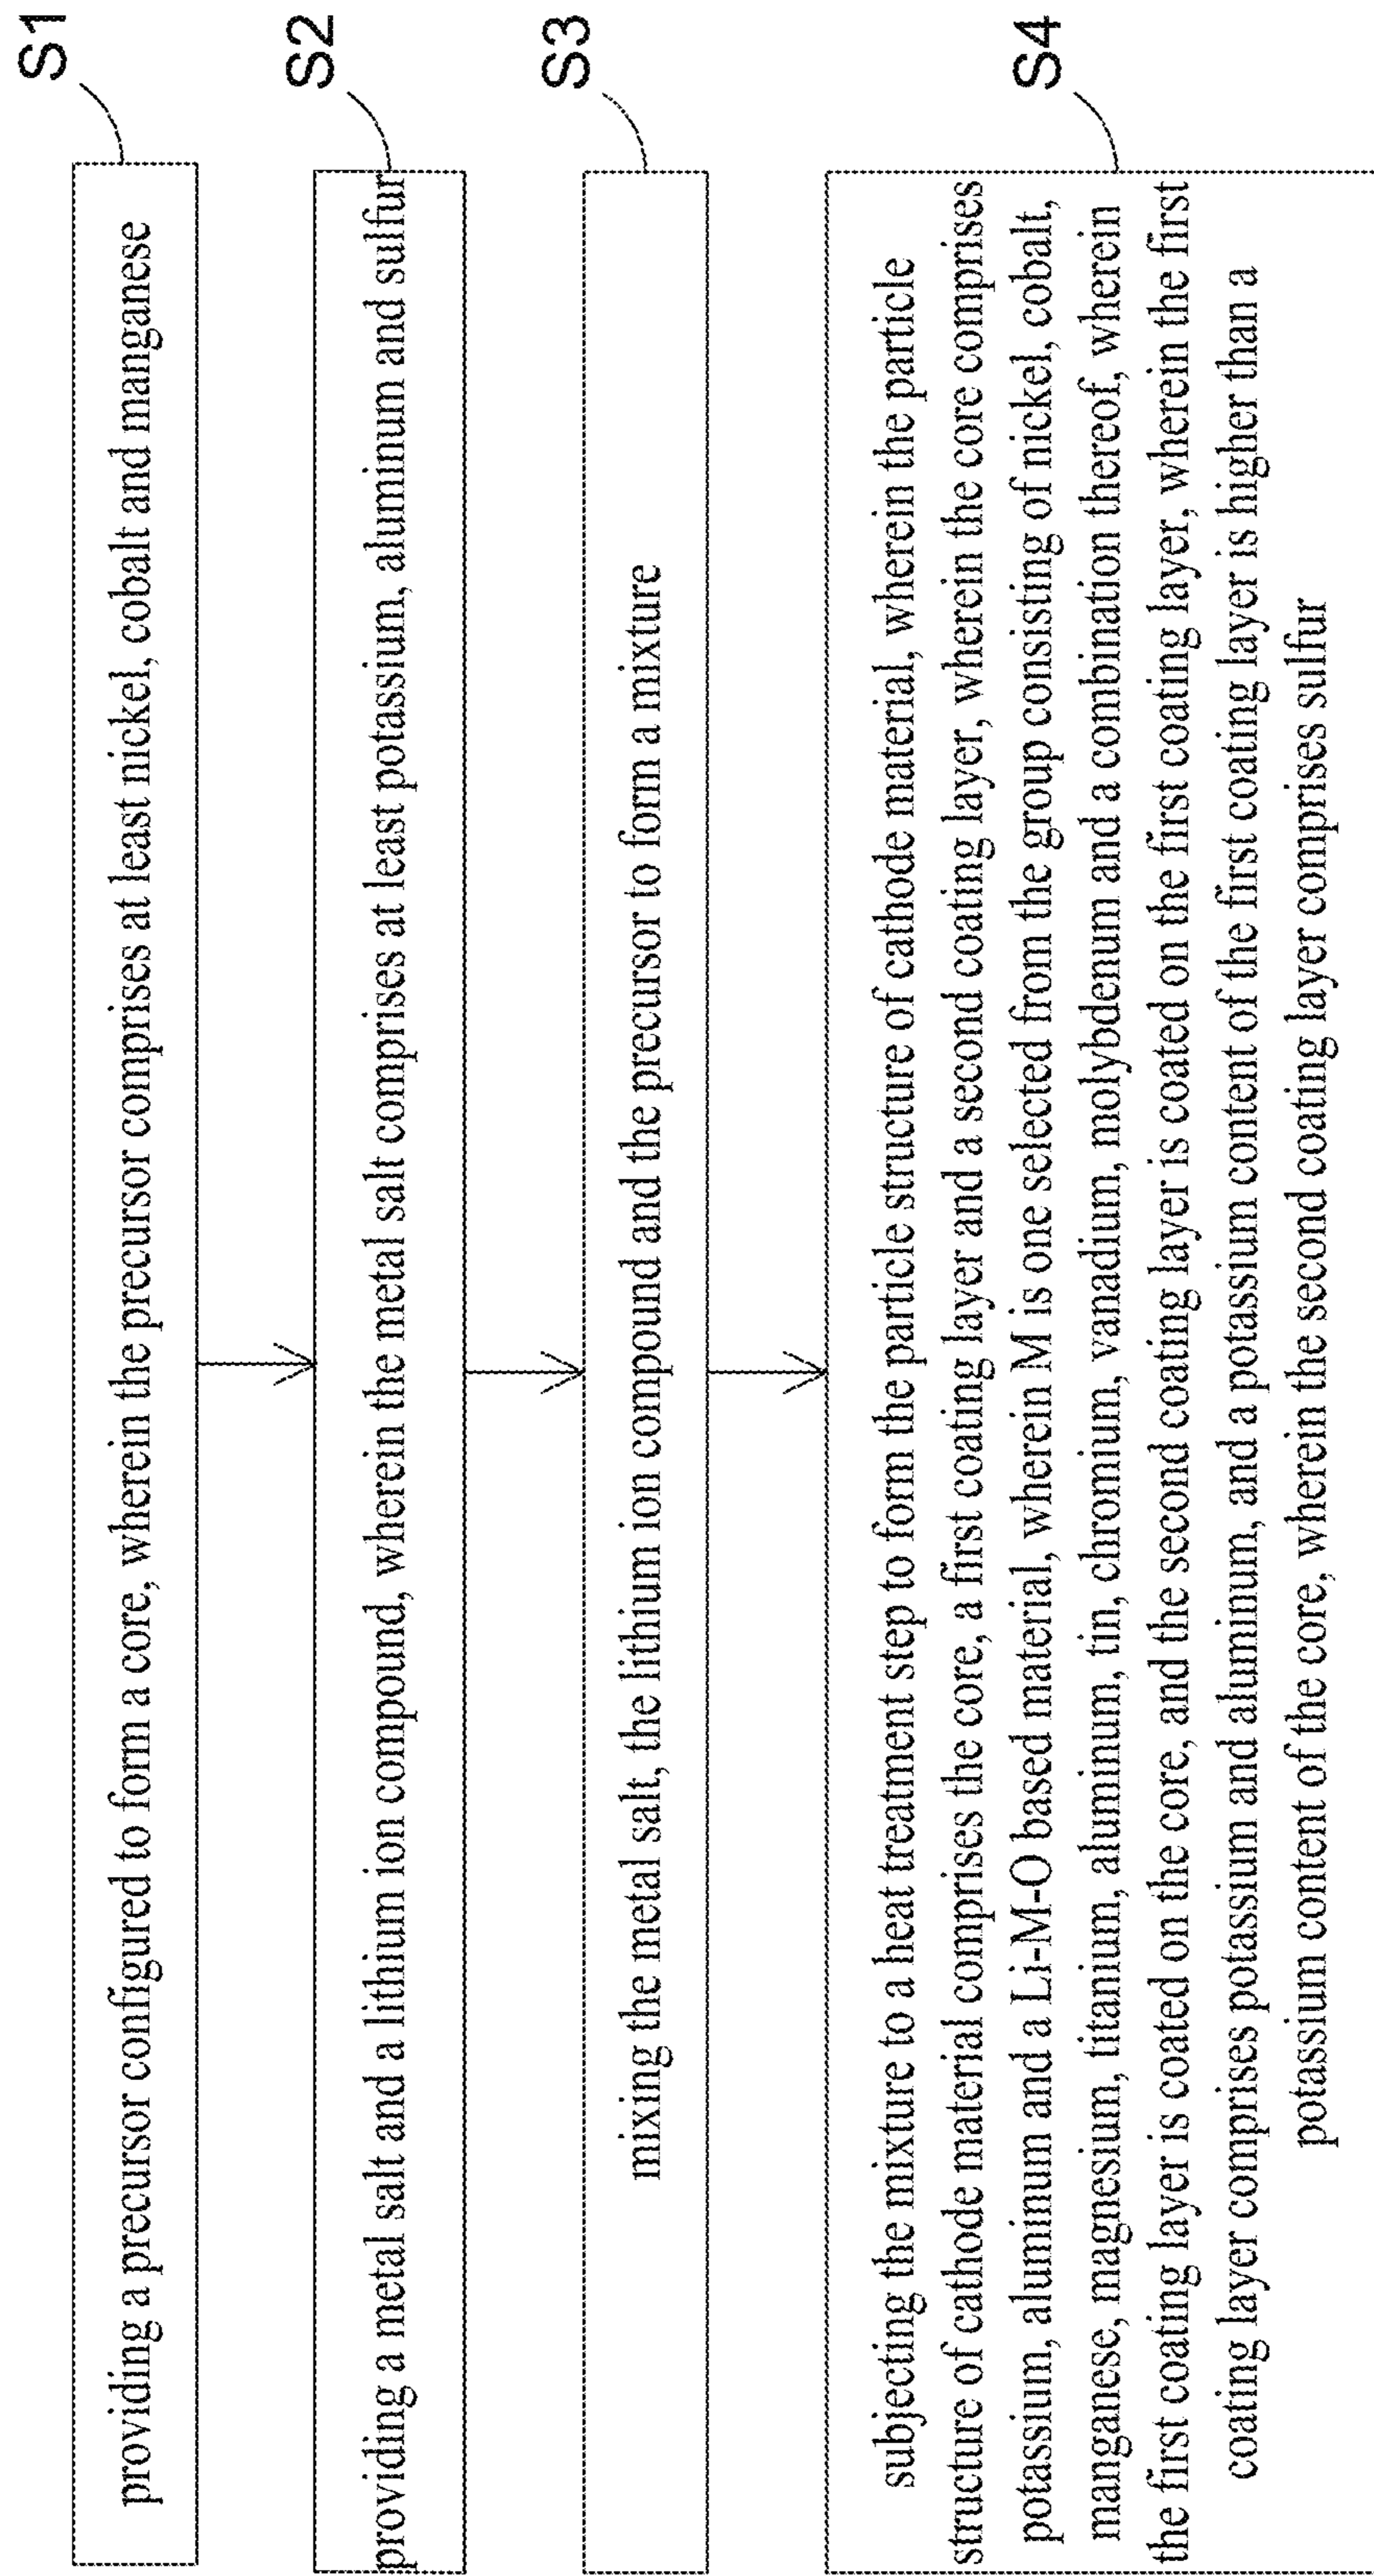 S1
providing a precursor configured to form a core, wherein the precursor comprises at least nickel, cobalt and manganese
S2
providing a metal salt and a lithium ion compound, wherein the metal salt comprises at least potassium, aluminum and sulfur
S3
mixing the metal salt, the lithium ion compound and the precursor to form a mixture
S4
subjecting the mixture to a heat treatment step to form the particle structure of cathode material, wherein the particle
structure of cathode material comprises the core, a first coating layer and a second coating layer, wherein the core comprises
potassium, aluminum and a Li-M-O based material, wherein M is one selected from the group consisting of nickel, cobalt,
manganese, magnesium, titanium, aluminum, tin, chromium, vanadium, molybdenum and a combination thereof, wherein
the first coating layer is coated on the core, and the second coating layer is coated on the first coating layer, wherein the first
coating layer comprises potassium and aluminum, and a potassium content of the first coating layer is higher than a
potassium content of the core, wherein the second coating layer comprises sulfur